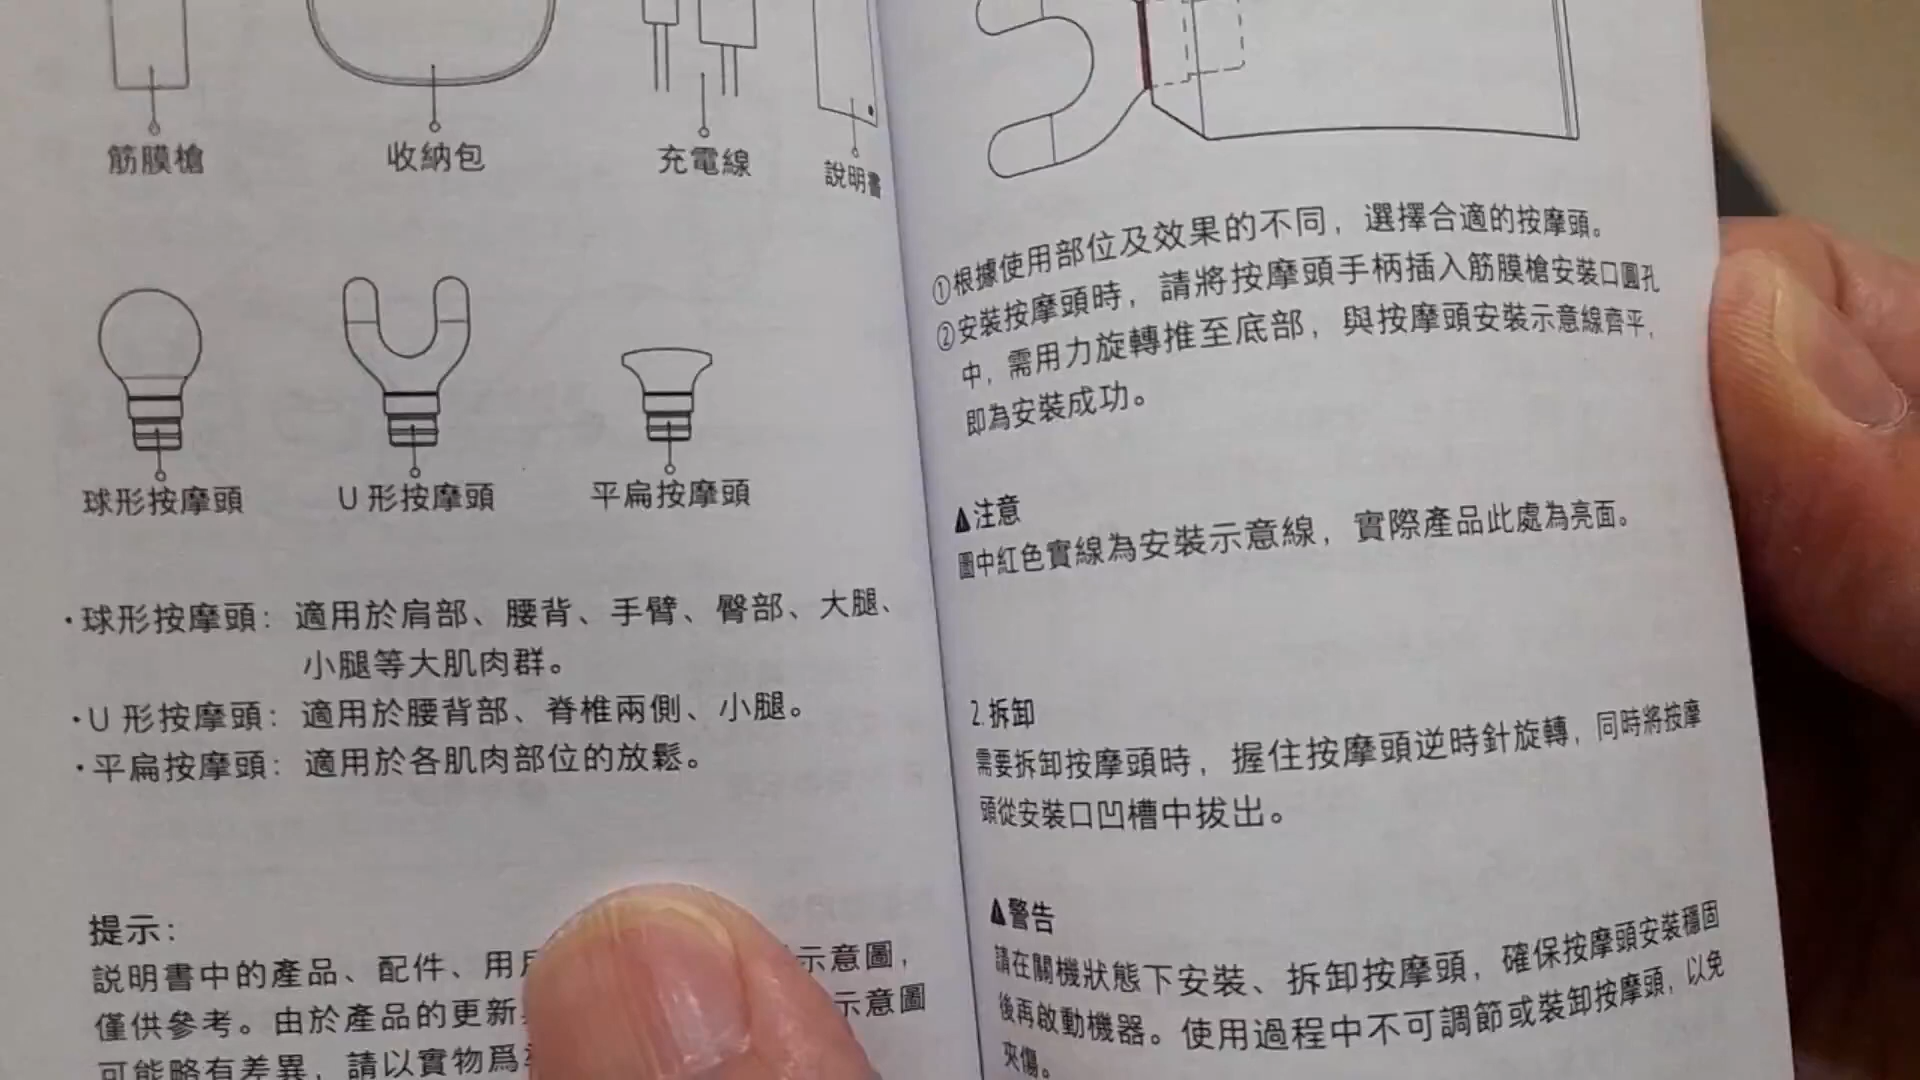 筋膜槍
收納包
充電線
說明書
球形按摩頭
U 形按摩頭
平扁按摩頭
·球形按摩頭：適用於肩部、腰背、手臂、臀部、大腿、
小腿等大肌肉群。
·U 形按摩頭：適用於腰背部、脊椎兩側、小腿。
·平扁按摩頭：適用於各肌肉部位的放鬆。
提示：
説明書中的產品、配件、用 示意圖，
僅供參考。由於產品的更新 示意圖
可能略有差異，請以實物爲
①根據使用部位及效果的不同，選擇合適的按摩頭。
②安裝按摩頭時，請將按摩頭手柄插入筋膜槍安裝口圓孔
中，需用力旋轉推至底部，與按摩頭安裝示意線齊平，
即為安裝成功。
▲注意
圖中紅色實線為安裝示意線，實際產品此處為亮面。
2.拆卸
需要拆卸按摩頭時，握住按摩頭逆時針旋轉，同時將按摩
頭從安裝口凹槽中拔出。
▲警告
請在關機狀態下安裝、拆卸按摩頭，確保按摩頭安裝穩固
後再啟動機器。使用過程中不可調節或裝卸按摩頭，以免
夾傷。